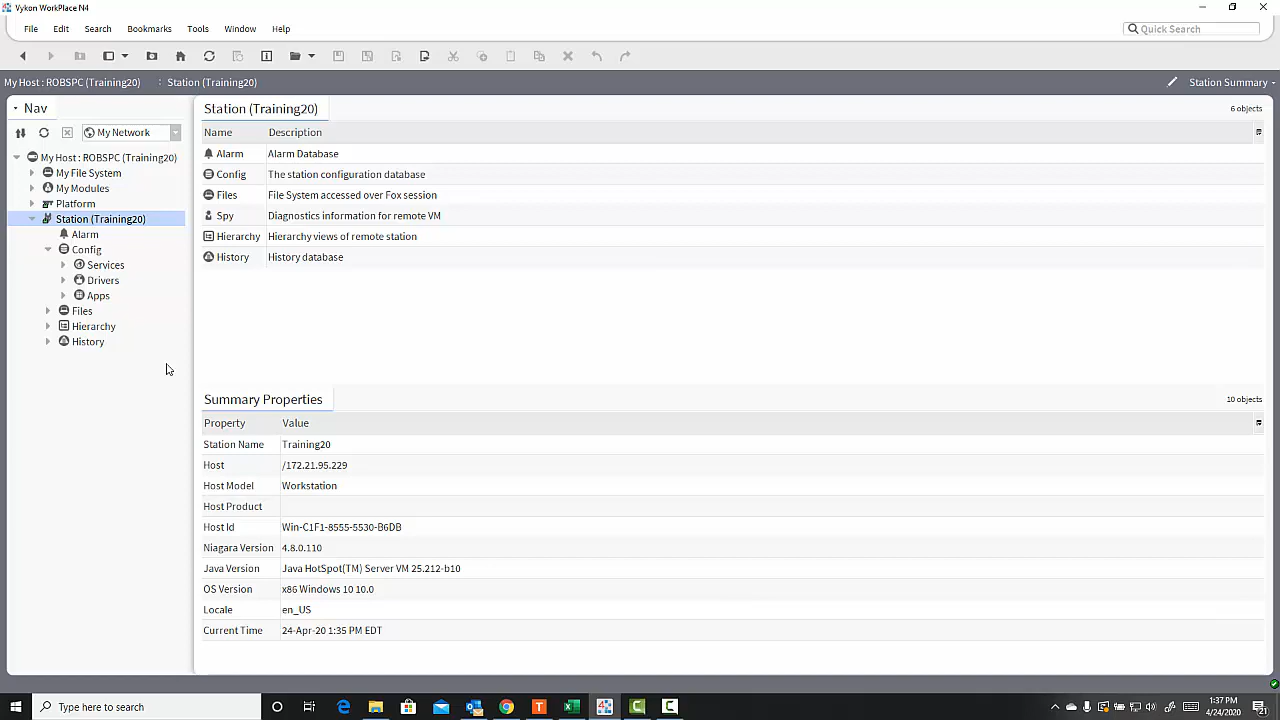 Vykon WorkPlace N4
File Edit Search Bookmarks Tools Window Help
Quick Search
My Host : ROBSPC (Training20) : Station (Training20)
Station Summary
Nav
My Network
My Host : ROBSPC (Training20)
My File System
My Modules
Platform
Station (Training20)
Alarm
Config
Services
Drivers
Apps
Files
Hierarchy
History
Station (Training20)
6 objects
Name Description
Alarm Alarm Database
Config The station configuration database
Files File System accessed over Fox session
Spy Diagnostics information for remote VM
Hierarchy Hierarchy views of remote station
History History database
Summary Properties
10 objects
Property Value
Station Name Training20
Host /172.21.95.229
Host Model Workstation
Host Product
Host Id Win-C1F1-8555-5530-B6DB
Niagara Version 4.8.0.110
Java Version Java HotSpot(TM) Server VM 25.212-b10
OS Version x86 Windows 10 10.0
Locale en_US
Current Time 24-Apr-20 1:35 PM EDT
Type here to search
1:37 PM
4/24/2020